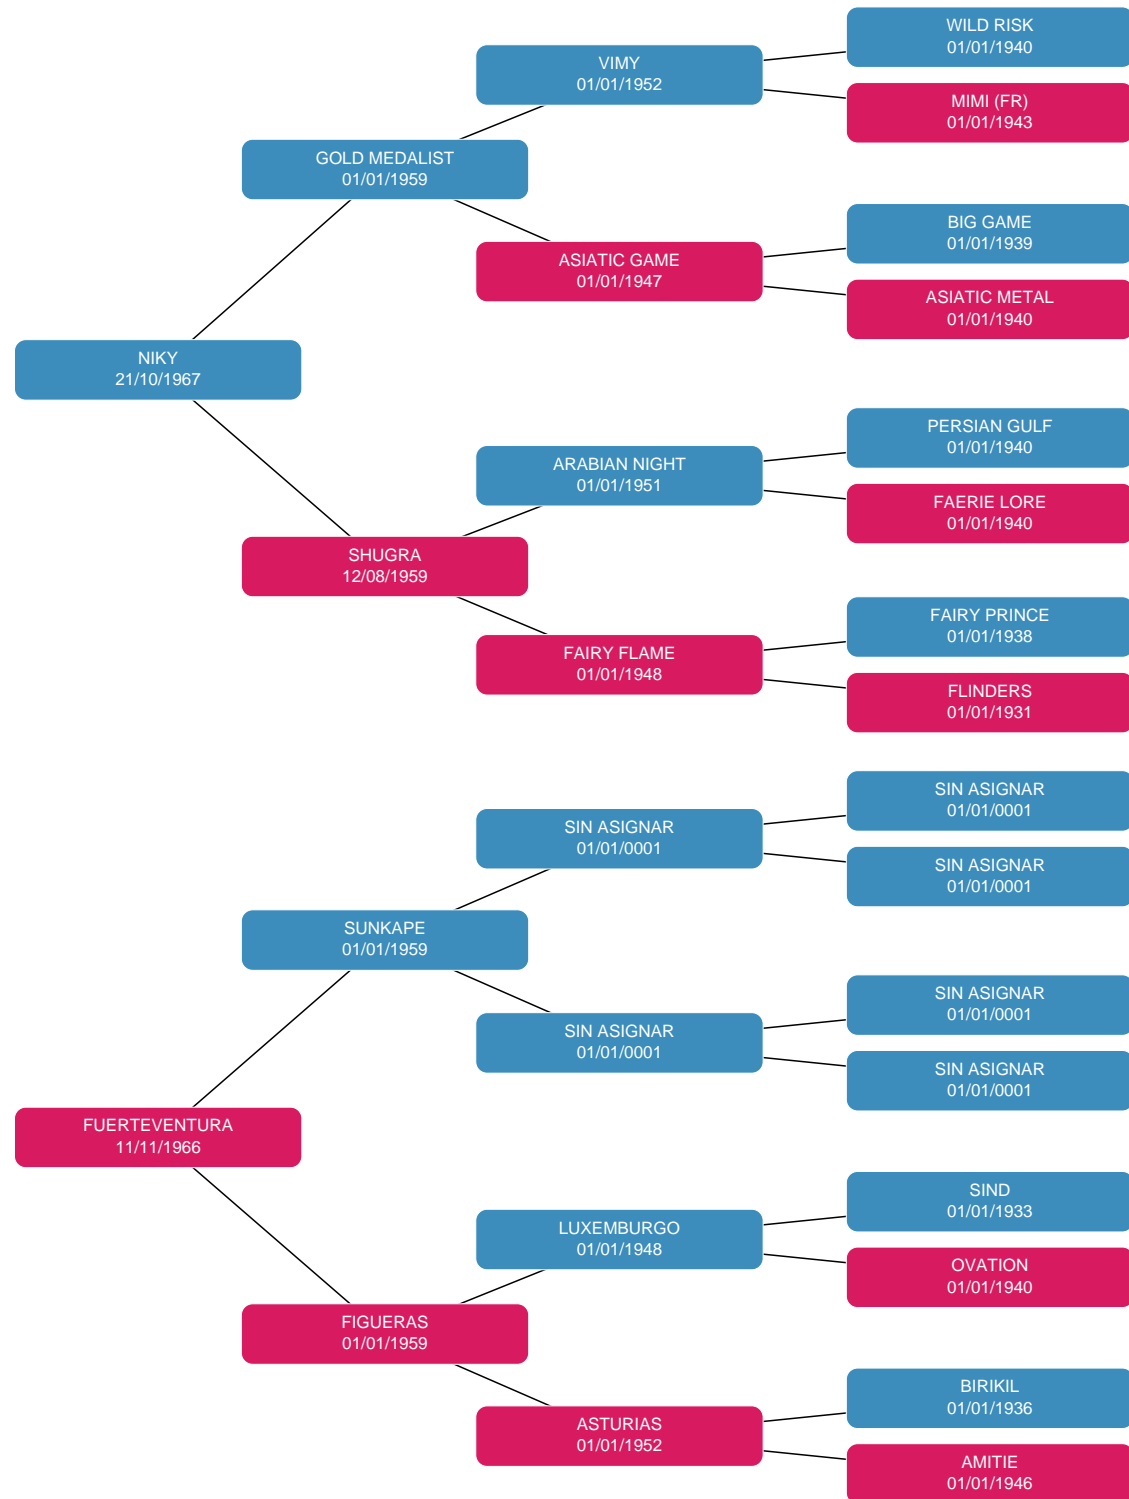 WILD RISK
01/01/1940
VIMY
01/01/1952
MIMI (FR)
01/01/1943
GOLD MEDALIST
01/01/1959
BIG GAME
01/01/1939
ASIATIC GAME
01/01/1947
ASIATIC METAL
01/01/1940
NIKY
21/10/1967
PERSIAN GULF
01/01/1940
ARABIAN NIGHT
01/01/1951
FAERIE LORE
01/01/1940
SHUGRA
12/08/1959
FAIRY PRINCE
01/01/1938
FAIRY FLAME
01/01/1948
FLINDERS
01/01/1931
SIN ASIGNAR
01/01/0001
SIN ASIGNAR
01/01/0001
SIN ASIGNAR
01/01/0001
SUNKAPE
01/01/1959
SIN ASIGNAR
01/01/0001
SIN ASIGNAR
01/01/0001
SIN ASIGNAR
01/01/0001
FUERTEVENTURA
11/11/1966
SIND
01/01/1933
LUXEMBURGO
01/01/1948
OVATION
01/01/1940
FIGUERAS
01/01/1959
BIRIKIL
01/01/1936
ASTURIAS
01/01/1952
AMITIE
01/01/1946